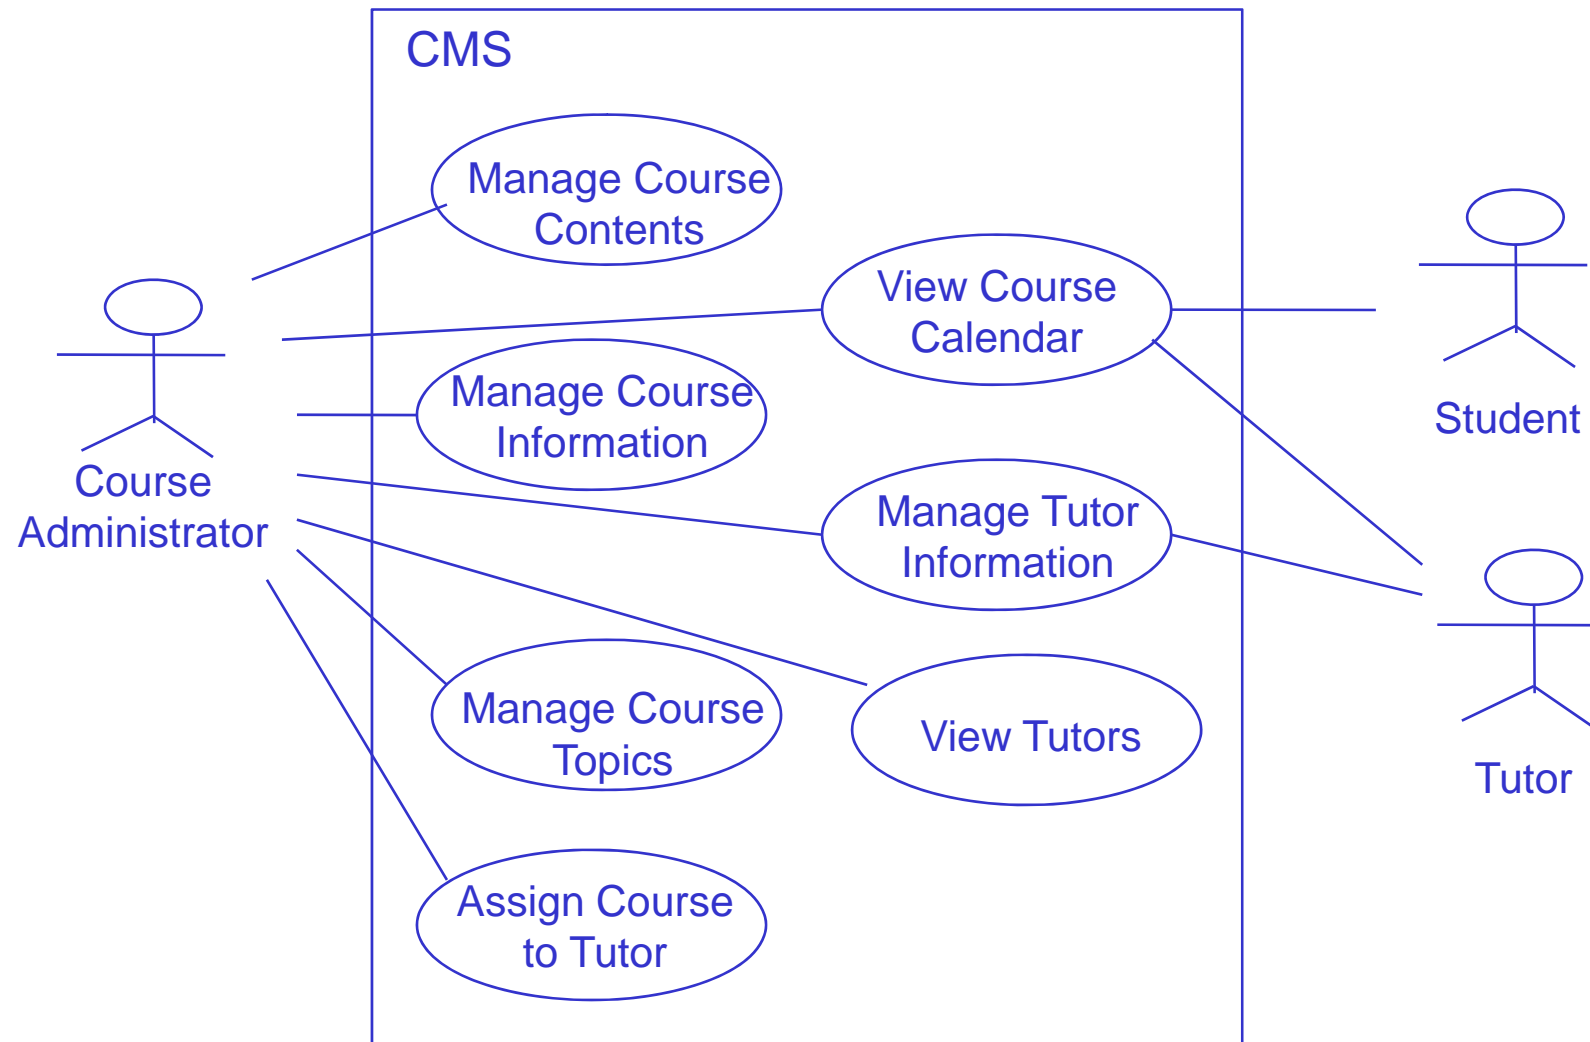 CMS
Manage Course
Contents
View Course
Calendar
Manage Course
Information
Student
Course
Administrator
Manage Tutor
Information
Manage Course
Topics
View Tutors
Tutor
Assign Course
to Tutor